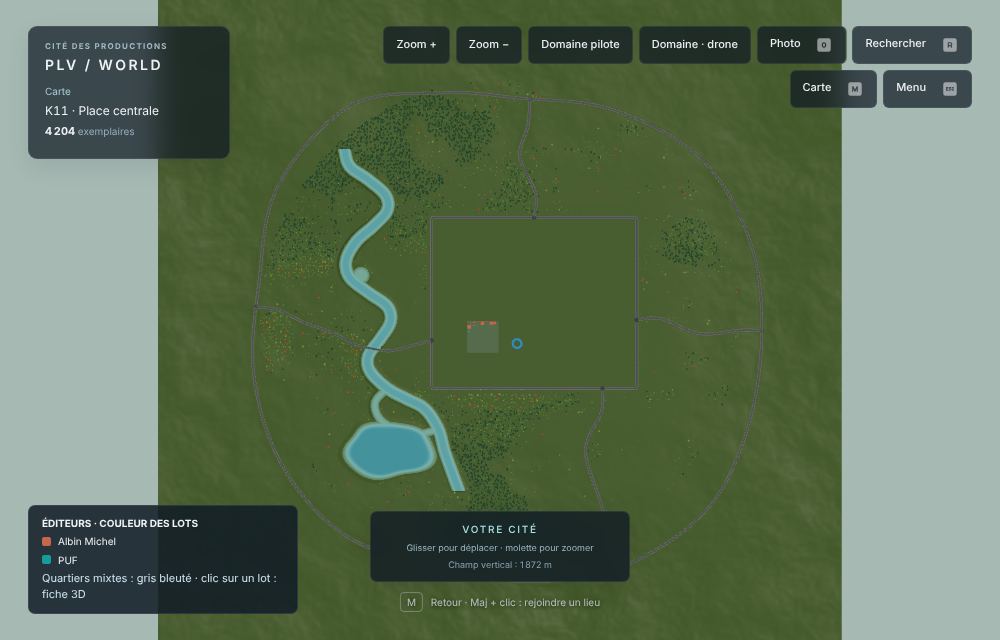 CITÉ DES PRODUCTIONS
PLV / WORLD
Carte
K11 · Place centrale
4 204 exemplaires
Zoom +
Zoom −
Domaine pilote
Domaine · drone
Photo O
Rechercher R
Carte M
Menu
ÉDITEURS · COULEUR DES LOTS
Albin Michel
PUF
Quartiers mixtes : gris bleuté · clic sur un lot :
fiche 3D
VOTRE CITÉ
Glisser pour déplacer · molette pour zoomer
Champ vertical : 1 872 m
M Retour · Maj + clic : rejoindre un lieu